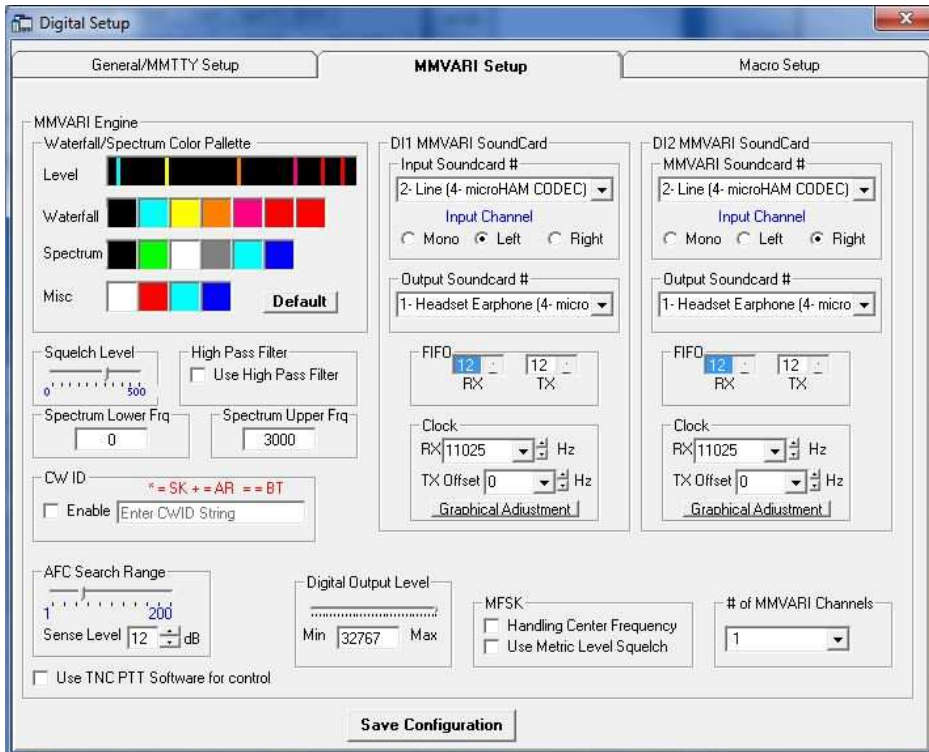 Digital Setup
General/MMTTY Setup
MMVARI Setup
Macro Setup
MMVARI Engine
Waterfall/Spectrum Color Pallette
Level
Waterfall
Spectrum
Misc
Default
Squelch Level
0 500
High Pass Filter
Use High Pass Filter
Spectrum Lower Frq
0
Spectrum Upper Frq
3000
CW ID
* = SK + = AR = = BT
Enable Enter CWID String
DI1 MMVARI SoundCard
Input Soundcard #
2- Line (4- microHAM CODEC)
Input Channel
Mono Left Right
Output Soundcard #
1- Headset Earphone (4- micro
FIFO
12 12
RX TX
Clock
RX 11025 Hz
TX Offset 0 Hz
Graphical Adjustment
DI2 MMVARI SoundCard
MMVARI Soundcard #
2- Line (4- microHAM CODEC)
Input Channel
Mono Left Right
Output Soundcard #
1- Headset Earphone (4- micro
FIFO
12 12
RX TX
Clock
RX 11025 Hz
TX Offset 0 Hz
Graphical Adjustment
AFC Search Range
1 200
Sense Level 12 dB
Digital Output Level
Min 32767 Max
MFSK
Handling Center Frequency
Use Metric Level Squelch
# of MMVARI Channels
1
Use TNC PTT Software for control
Save Configuration